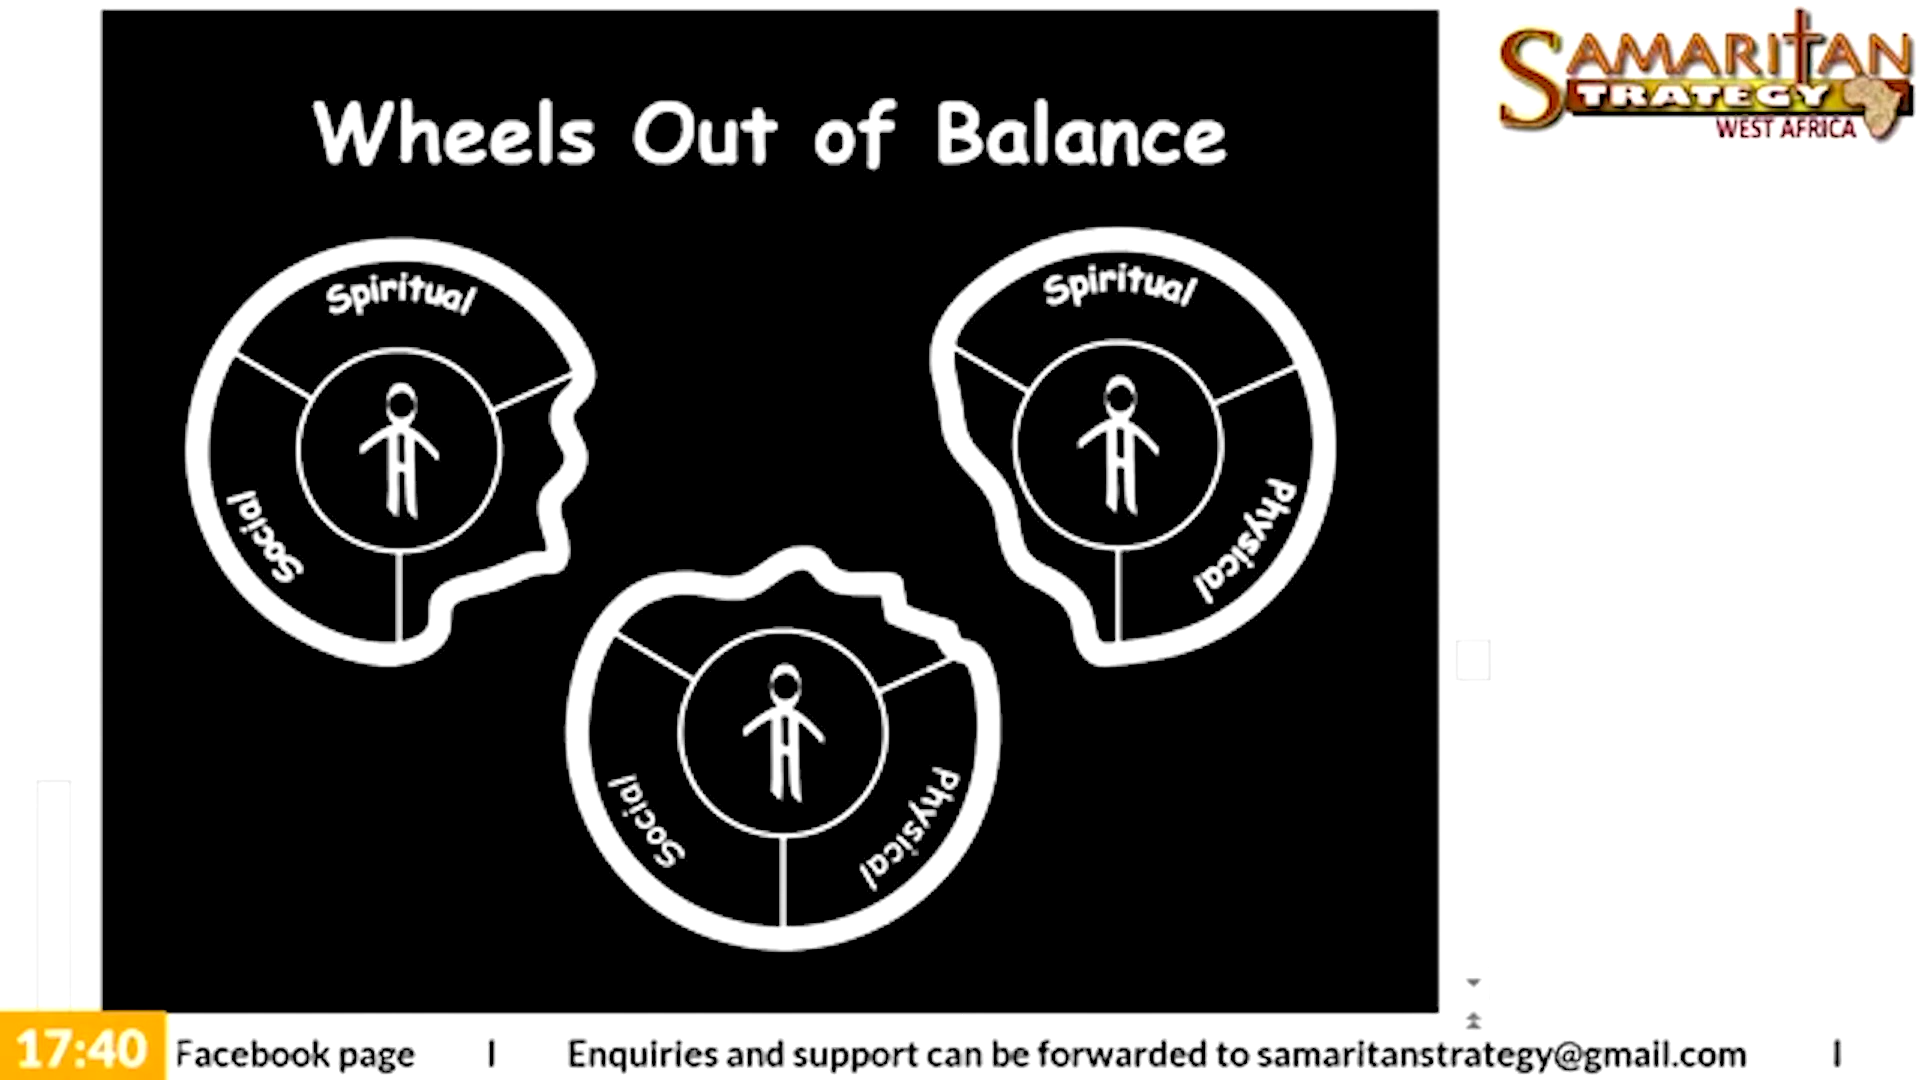 Wheels Out of Balance
Spiritual
Social
Spiritual
Physical
Social
Physical
SAMARITAN
STRATEGY
WEST AFRICA
17:40
Facebook page | Enquiries and support can be forwarded to samaritanstrategy@gmail.com |